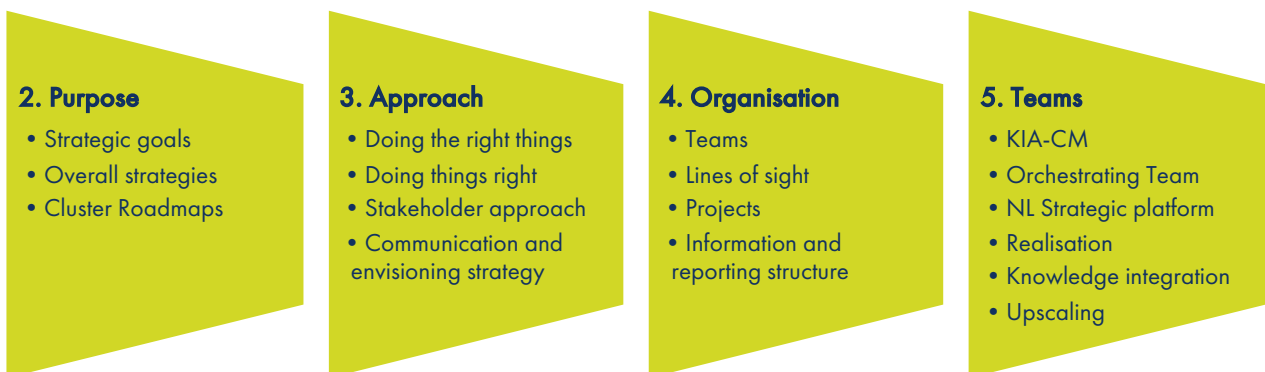 2. Purpose
• Strategic goals
• Overall strategies
• Cluster Roadmaps
3. Approach
• Doing the right things
• Doing things right
• Stakeholder approach
• Communication and
envisioning strategy
4. Organisation
• Teams
• Lines of sight
• Projects
• Information and
reporting structure
5. Teams
• KIA-CM
• Orchestrating Team
• NL Strategic platform
• Realisation
• Knowledge integration
• Upscaling